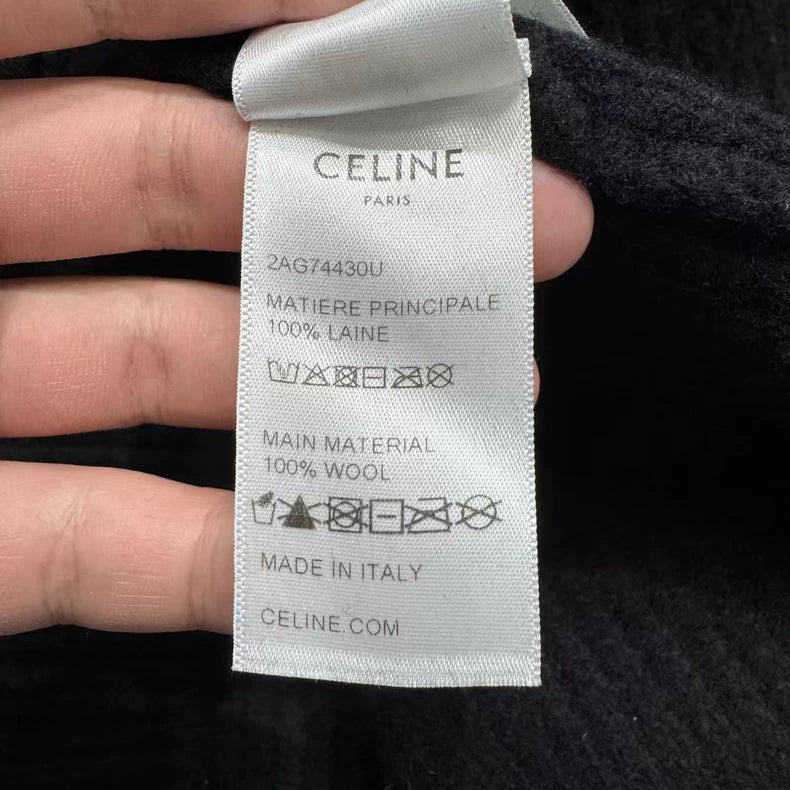 CELINE
PARIS
2AG74430U
MATIERE PRINCIPALE
100% LAINE
MAIN MATERIAL
100% WOOL
MADE IN ITALY
CELINE.COM